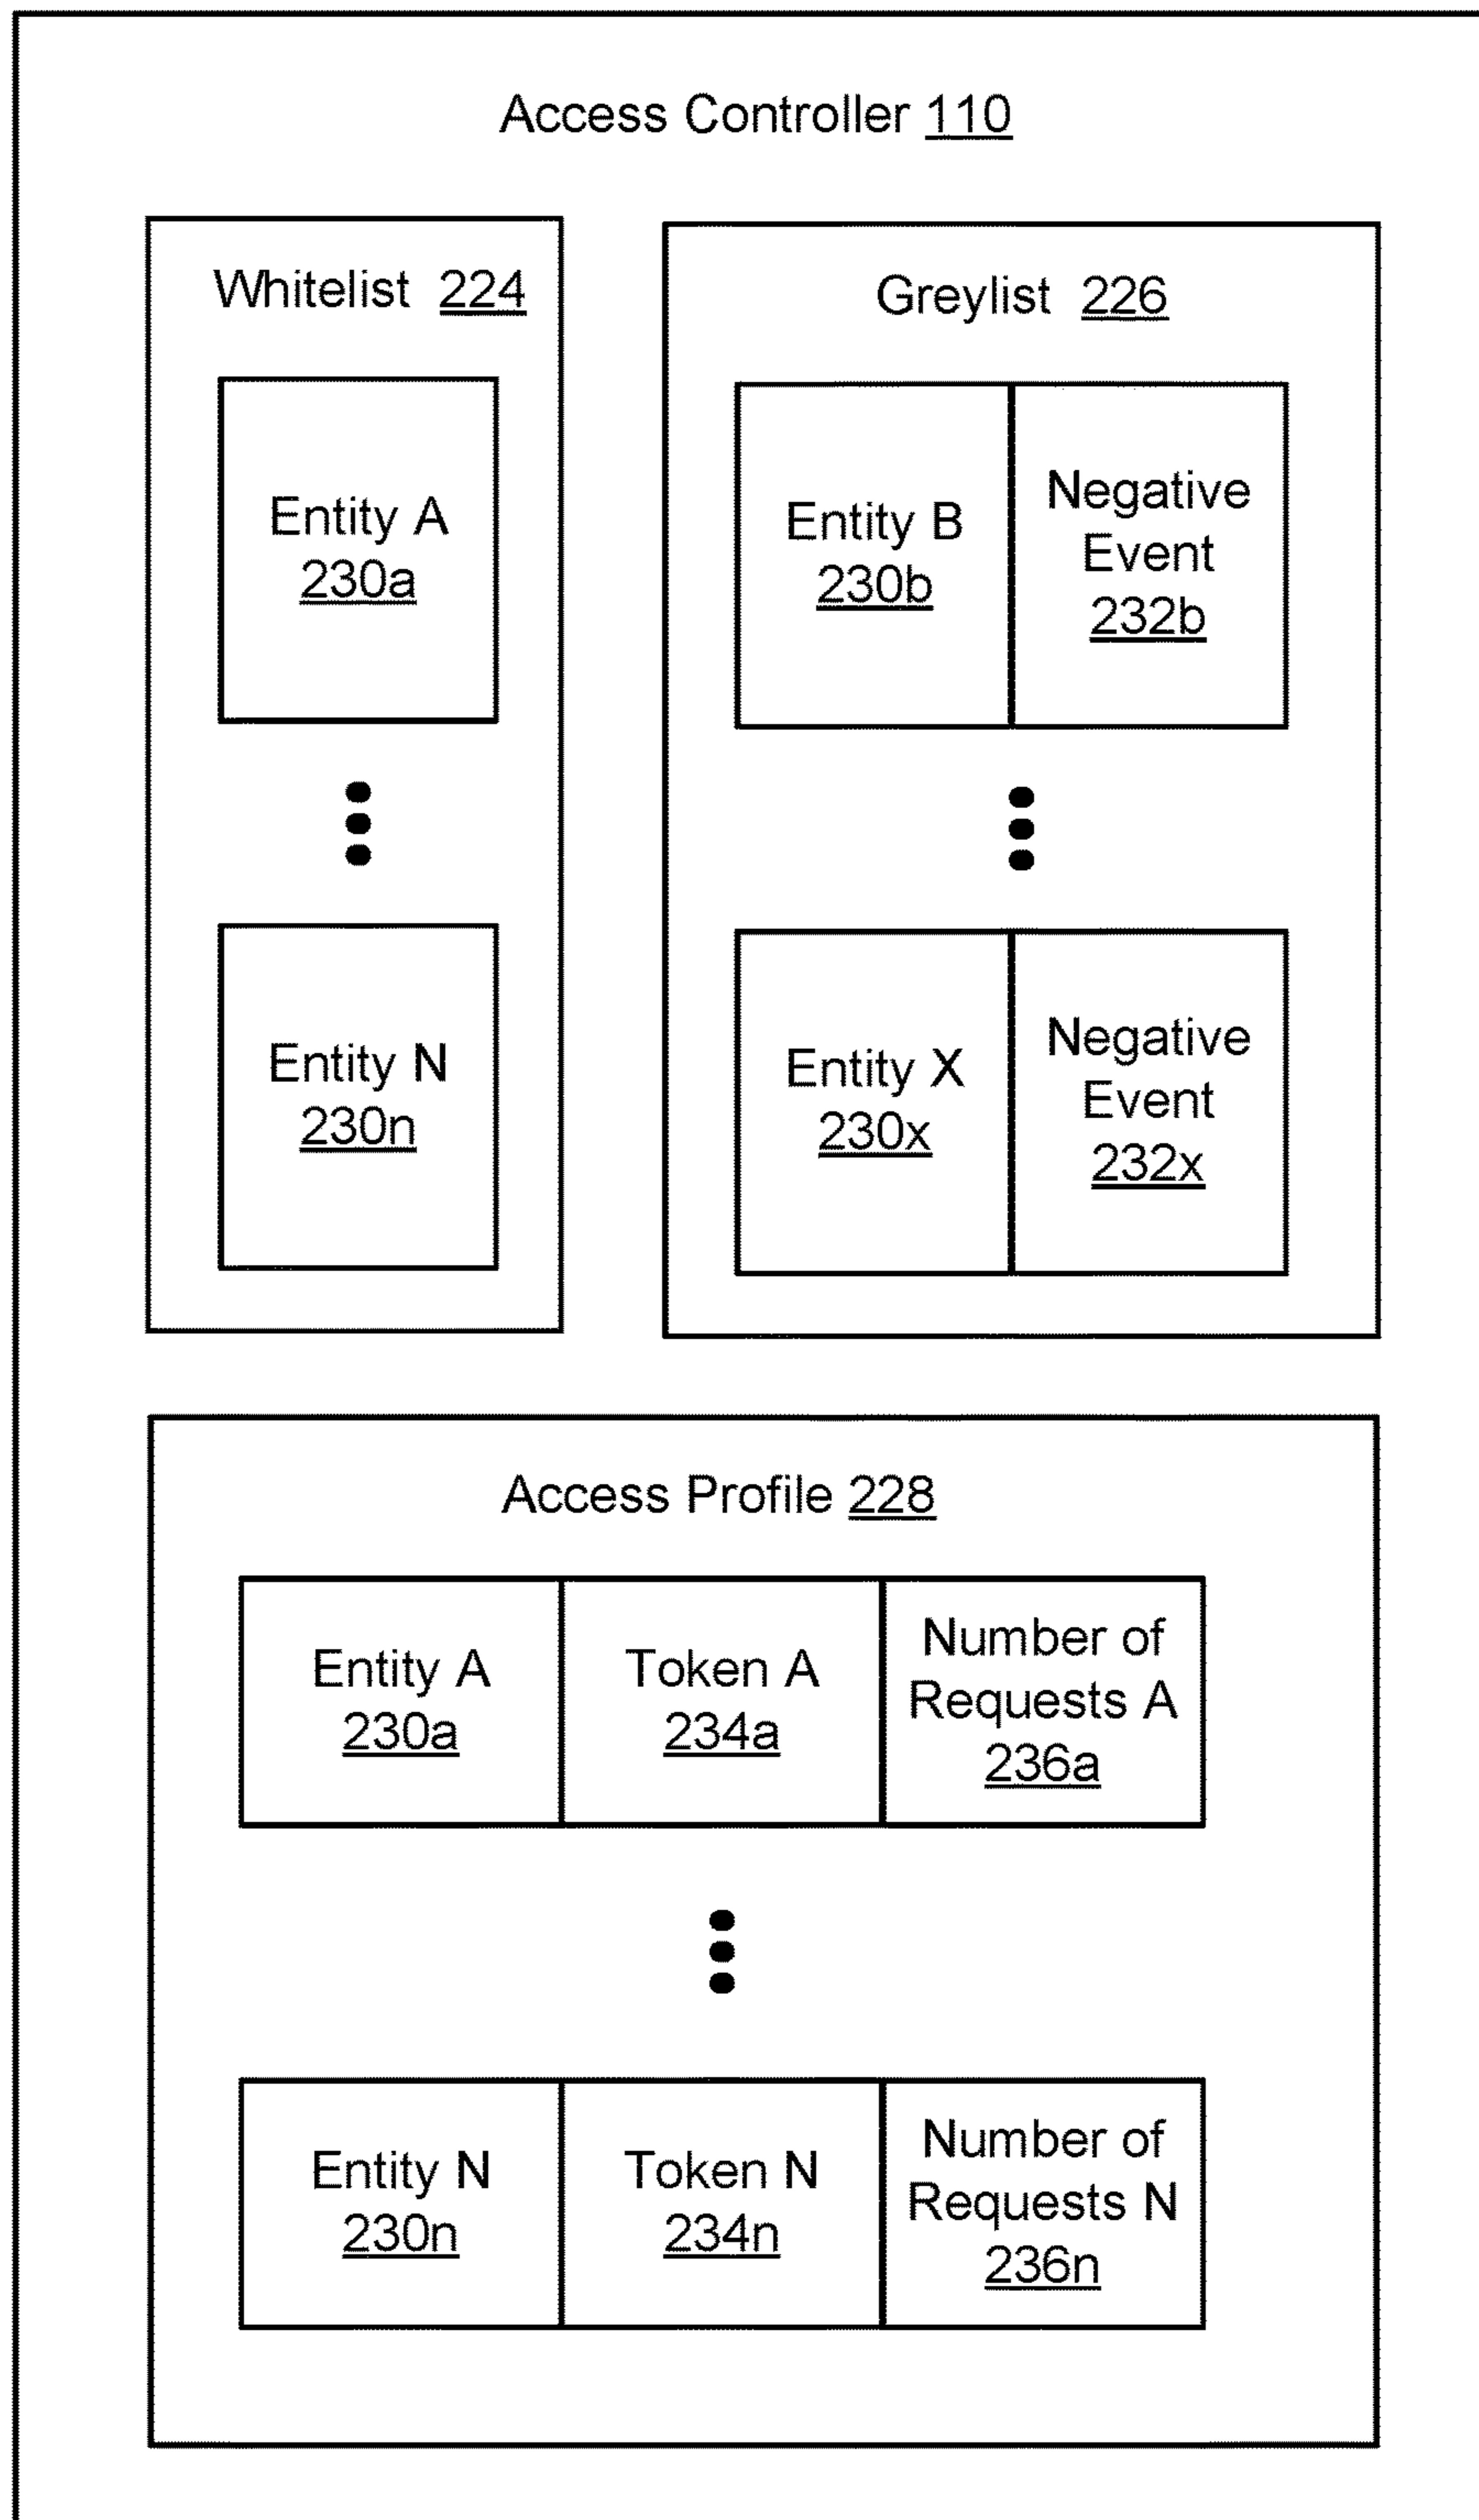 Access Controller 110
Whitelist 224
Entity A
230a
Entity N
230n
Greylist 226
Entity B
230b
Negative
Event
232b
Entity X
230x
Negative
Event
232x
Access Profile 228
Entity A
230a
Token A
234a
Number of
Requests A
236a
Entity N
230n
Token N
234n
Number of
Requests N
236n